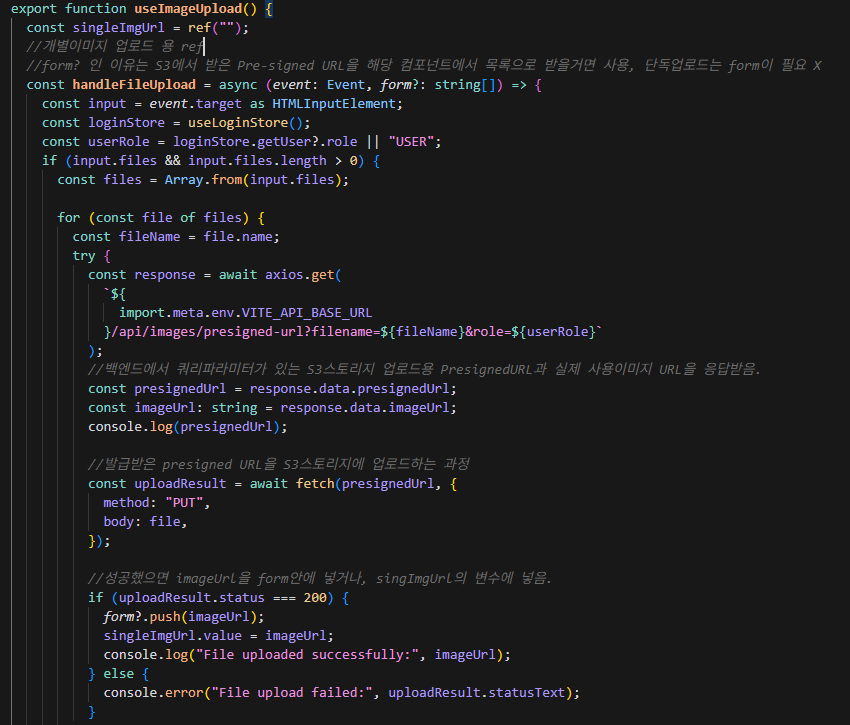 export function useImageUpload() {
const singleImgUrl = ref("");
//개별이미지 업로드 용 ref
//form? 인 이유는 S3에서 받은 Pre-signed URL을 해당 컴포넌트에서 목록으로 받을거면 사용, 단독업로드는 form이 필요 X
const handleFileUpload = async (event: Event, form?: string[]) => {
const input = event.target as HTMLInputElement;
const loginStore = useLoginStore();
const userRole = loginStore.getUser?.role || "USER";
if (input.files && input.files.length > 0) {
const files = Array.from(input.files);
for (const file of files) {
const fileName = file.name;
try {
const response = await axios.get(
`${
import.meta.env.VITE_API_BASE_URL
}/api/images/presigned-url?filename=${fileName}&role=${userRole}`
);
//백엔드에서 쿼리파라미터가 있는 S3스토리지 업로드용 PresignedURL과 실제 사용이미지 URL을 응답받음.
const presignedUrl = response.data.presignedUrl;
const imageUrl: string = response.data.imageUrl;
console.log(presignedUrl);
//발급받은 presigned URL을 S3스토리지에 업로드하는 과정
const uploadResult = await fetch(presignedUrl, {
method: "PUT",
body: file,
});
//성공했으면 imageUrl을 form안에 넣거나, singImgUrl의 변수에 넣음.
if (uploadResult.status === 200) {
form?.push(imageUrl);
singleImgUrl.value = imageUrl;
console.log("File uploaded successfully:", imageUrl);
} else {
console.error("File upload failed:", uploadResult.statusText);
}